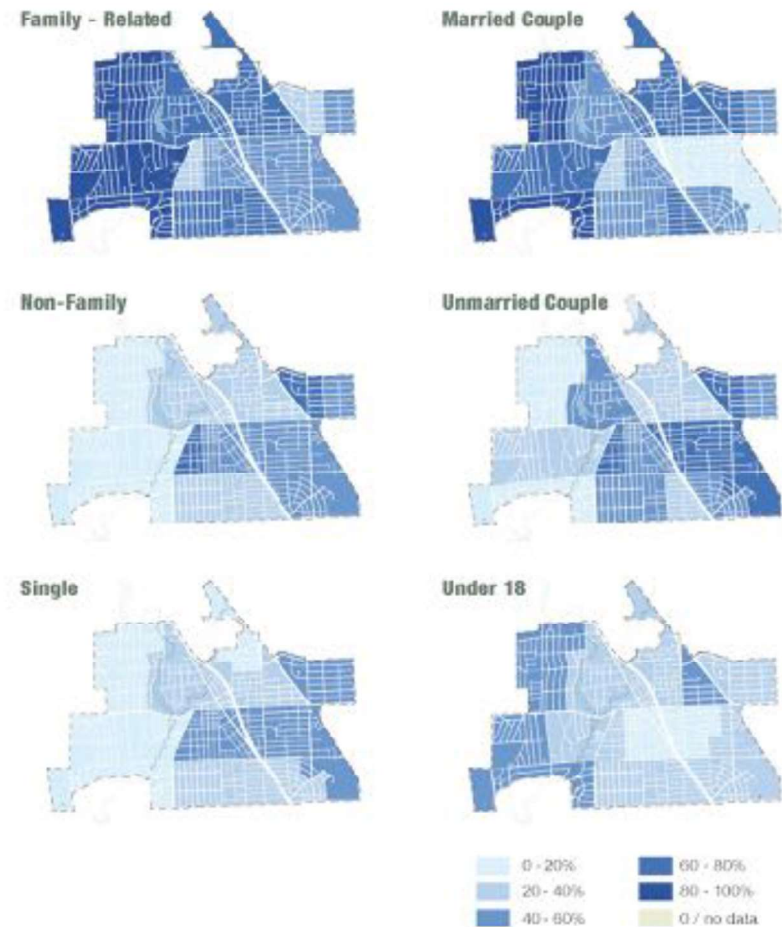 Family - Related
Married Couple
Non-Family
Unmarried Couple
Single
Under 18
0 - 20%
60 - 80%
20 - 40%
80 - 100%
40 - 60%
0 / no data